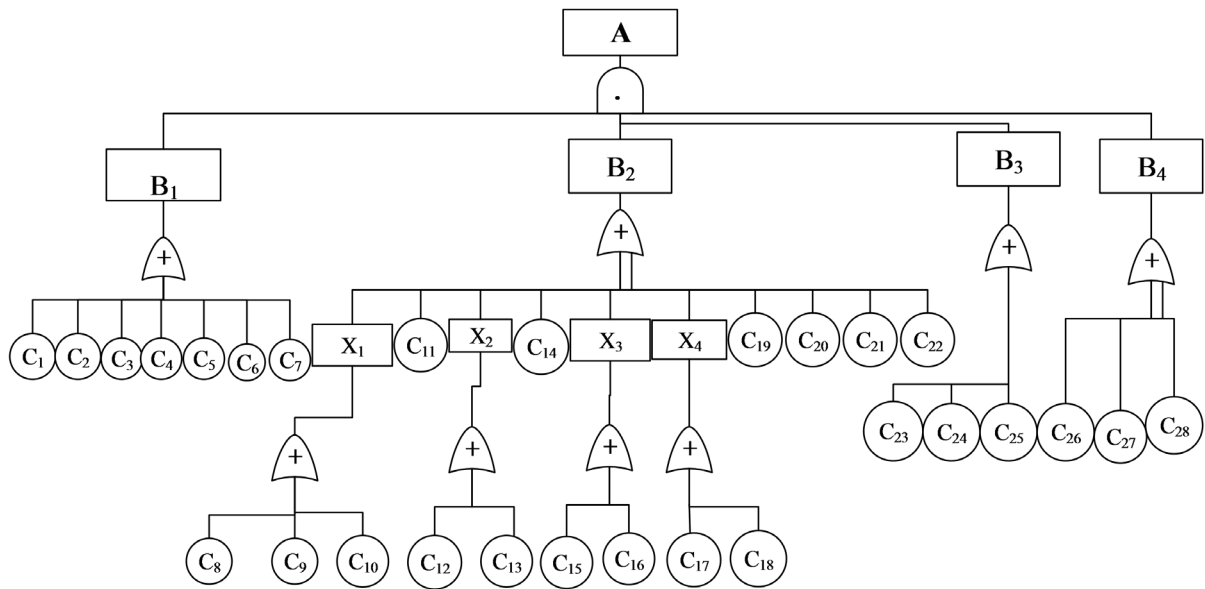 A
·
B₁
B₂
B₃
B₄
+
+
+
+
C₁ C₂ C₃ C₄ C₅ C₆ C₇
X₁ C₁₁ X₂ C₁₄ X₃ X₄ C₁₉ C₂₀ C₂₁ C₂₂
C₂₃ C₂₄ C₂₅ C₂₆ C₂₇ C₂₈
+
+
+
+
C₈ C₉ C₁₀ C₁₂ C₁₃ C₁₅ C₁₆ C₁₇ C₁₈